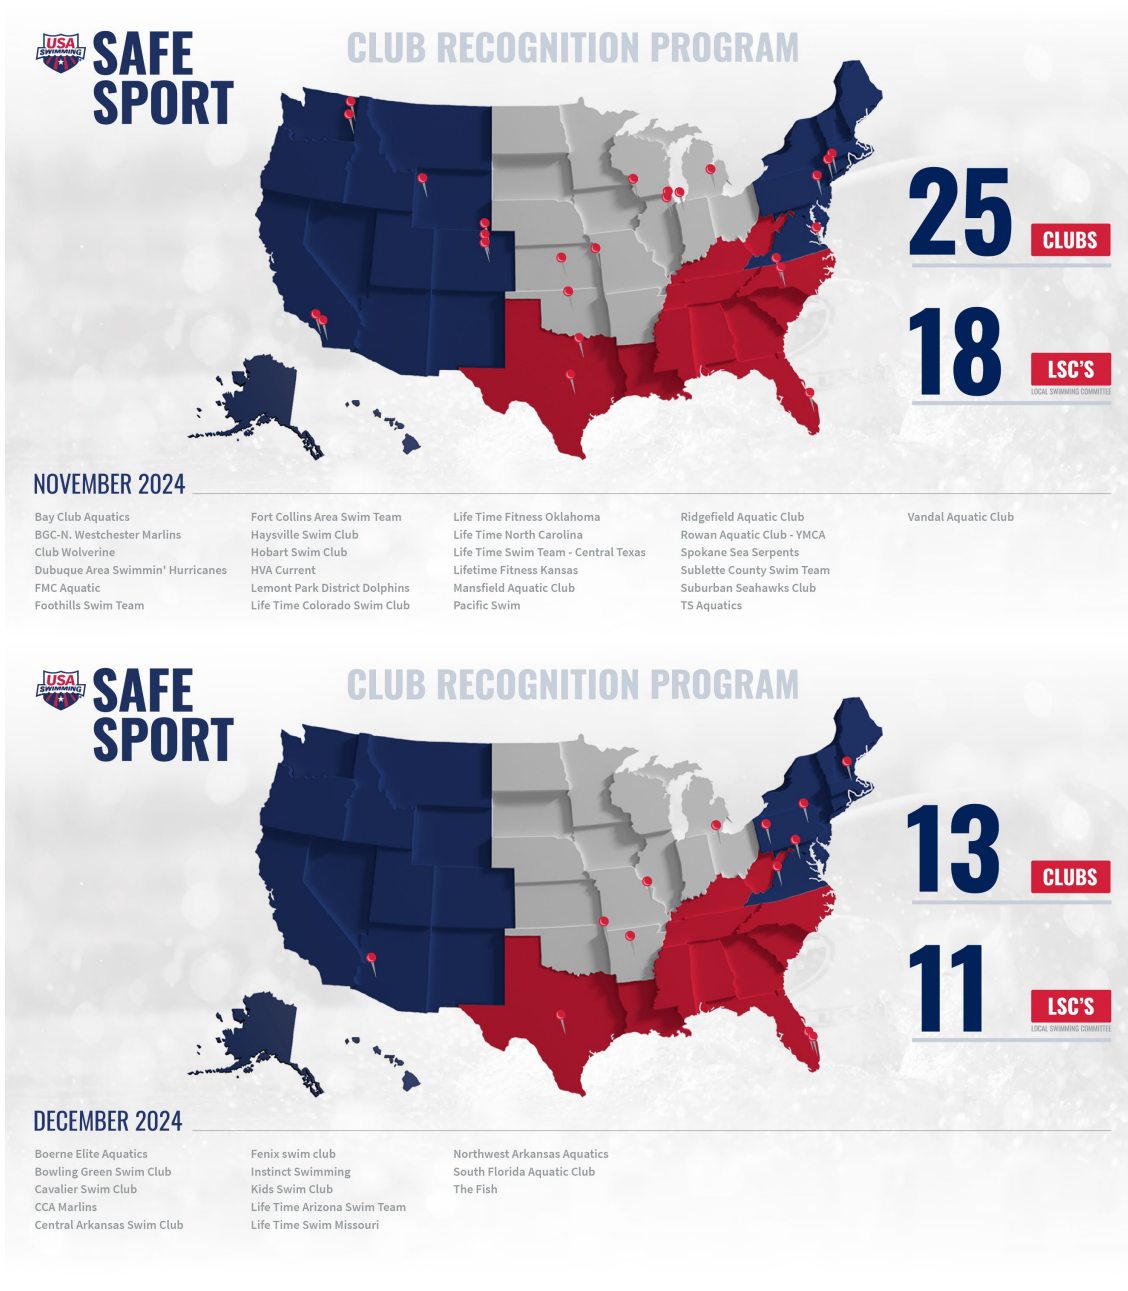 USA
SWIMMING
SAFE
SPORT
CLUB RECOGNITION PROGRAM
25 CLUBS
18 LSC'S
LOCAL SWIMMING COMMITTEE
NOVEMBER 2024
Bay Club Aquatics
BGC-N. Westchester Marlins
Club Wolverine
Dubuque Area Swimmin' Hurricanes
FMC Aquatic
Foothills Swim Team
Fort Collins Area Swim Team
Haysville Swim Club
Hobart Swim Club
HVA Current
Lemont Park District Dolphins
Life Time Colorado Swim Club
Life Time Fitness Oklahoma
Life Time North Carolina
Life Time Swim Team - Central Texas
Lifetime Fitness Kansas
Mansfield Aquatic Club
Pacific Swim
Ridgefield Aquatic Club
Rowan Aquatic Club - YMCA
Spokane Sea Serpents
Sublette County Swim Team
Suburban Seahawks Club
TS Aquatics
Vandal Aquatic Club
USA
SWIMMING
SAFE
SPORT
CLUB RECOGNITION PROGRAM
13 CLUBS
11 LSC'S
LOCAL SWIMMING COMMITTEE
DECEMBER 2024
Boerne Elite Aquatics
Bowling Green Swim Club
Cavalier Swim Club
CCA Marlins
Central Arkansas Swim Club
Fenix swim club
Instinct Swimming
Kids Swim Club
Life Time Arizona Swim Team
Life Time Swim Missouri
Northwest Arkansas Aquatics
South Florida Aquatic Club
The Fish